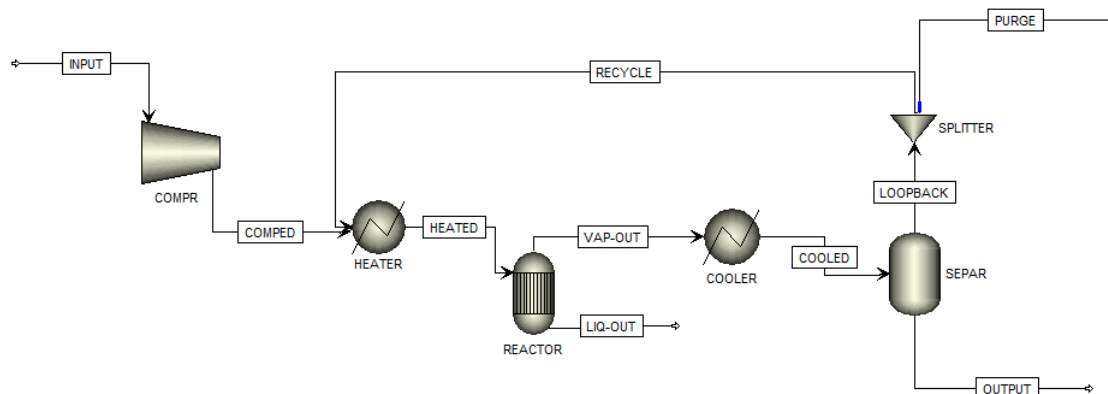 PURGE
INPUT
RECYCLE
SPLITTER
COMPR
LOOPBACK
COMPED
HEATED
VAP-OUT
HEATER
COOLER
COOLED
SEPAR
LIQ-OUT
REACTOR
OUTPUT